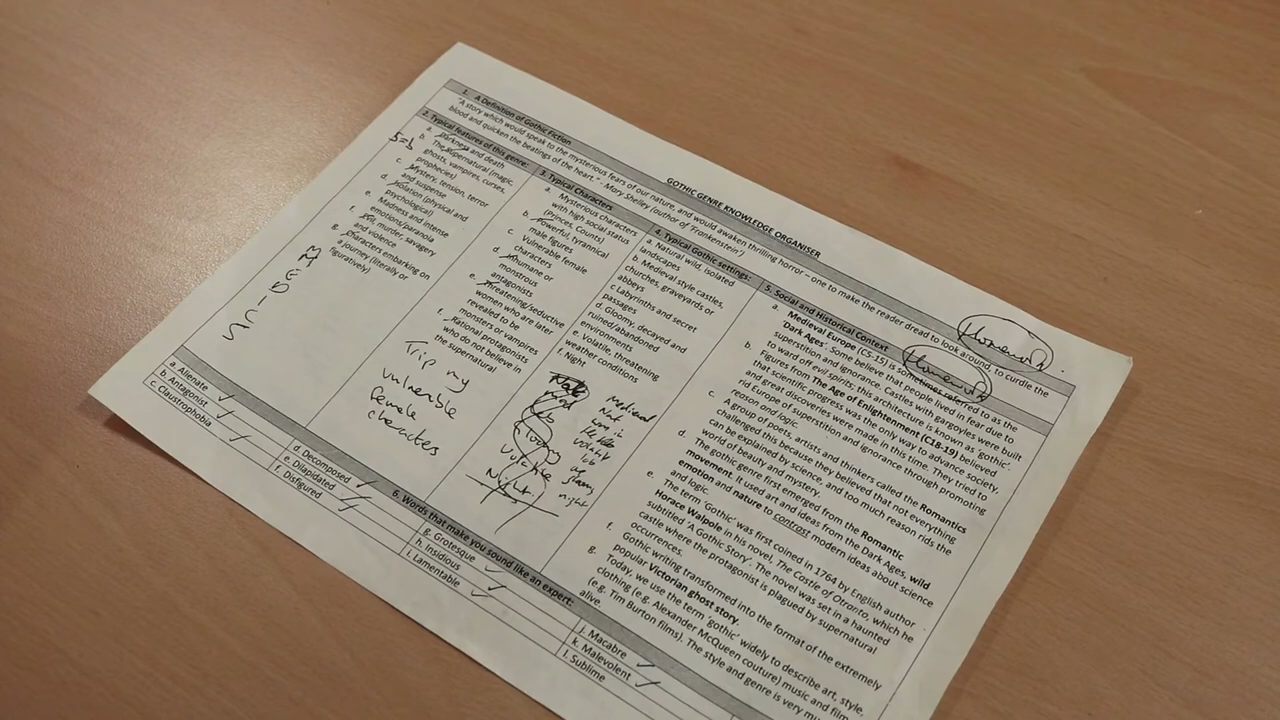 GOTHIC GENRE KNOWLEDGE ORGANISER
1. A Definition of Gothic Fiction
"A story which would speak to the mysterious fears of our nature, and would awaken thrilling horror – one to make the reader dread to look around, to curdle the
blood and quicken the beatings of the heart." - Mary Shelley (author of 'Frankenstein')
2. Typical features of this genre:
a. Darkness and death
b. The supernatural (magic,
ghosts, vampires, curses,
prophecies)
c. Mystery, tension, terror
and suspense
d. Isolation (physical and
psychological)
e. Madness and intense
emotions/paranoia
f. Evil, murder, savagery
and violence
g. Characters embarking on
a journey (literally or
figuratively)
M
E
D
I
C
S
3. Typical Characters
a. Mysterious characters
with high social status
(Princes, Counts)
b. Powerful, tyrannical
male figures
c. Vulnerable female
characters
d. Inhumane or
monstrous
antagonists
e. Threatening/seductive
women who are later
revealed to be
monsters or vampires
f. Rational protagonists
who do not believe in
the supernatural
Trip my
vulnerable
female
characters
4. Typical Gothic settings:
a. Natural wild, isolated
landscapes
b. Medieval style castles,
churches, graveyards or
abbeys
c Labyrinths and secret
passages
d. Gloomy, decayed and
ruined/abandoned
environments
e. Volatile, threatening
weather conditions
f. Night
Medieval
Night
night
5. Social and Historical Context
Homework
Homework
a. Medieval Europe (C5-15) is sometimes referred to as the
'Dark Ages'. Some believe that people lived in fear due to
superstition and ignorance. Castles with gargoyles were built
to ward off evil spirits, this architecture is known as 'gothic'.
b. Figures from The Age of Enlightenment (C18-19) believed
that scientific progress was the only way to advance society,
and great discoveries were made in this time. They tried to
rid Europe of superstition and ignorance through promoting
reason and logic.
c. A group of poets, artists and thinkers called the Romantics
challenged this because they believed that not everything
can be explained by science, and too much reason rids the
world of beauty and mystery.
d. The gothic genre first emerged from the Romantic
movement. It used art and ideas from the Dark Ages, wild
emotion and nature to contrast modern ideas about science
and logic.
e. The term 'Gothic' was first coined in 1764 by English author
Horace Walpole in his novel, The Castle of Otranto, which he
subtitled 'A Gothic Story'. The novel was set in a haunted
castle where the protagonist is plagued by supernatural
occurrences.
f. Gothic writing transformed into the format of the extremely
popular Victorian ghost story.
g. Today, we use the term 'gothic' widely to describe art, style,
clothing (e.g. Alexander McQueen couture) music and film
(e.g. Tim Burton films). The style and genre is very mu
alive.
6. Words that make you sound like an expert:
a. Alienate
b. Antagonist
c. Claustrophobia
d. Decomposed
e. Dilapidated
f. Disfigured
g. Grotesque
h. Insidious
i. Lamentable
j. Macabre
k. Malevolent
l. Sublime